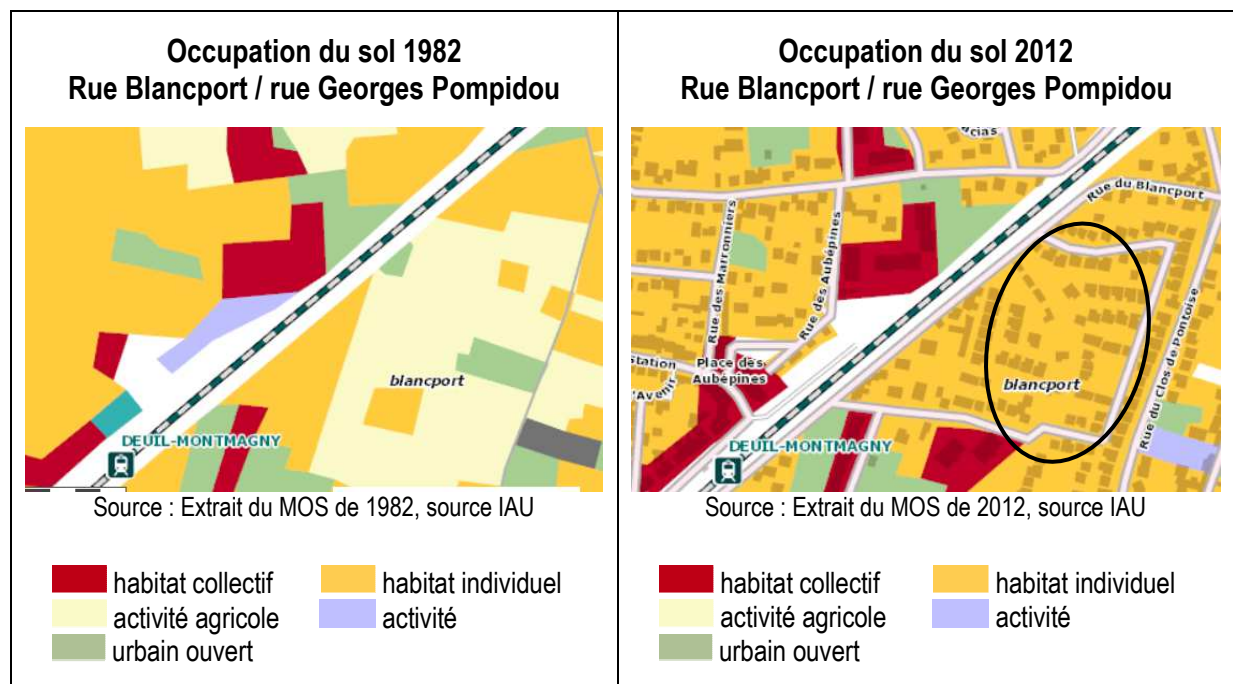 Occupation du sol 1982
Rue Blancport / rue Georges Pompidou
blancport
DEUIL-MONTMAGNY
Source : Extrait du MOS de 1982, source IAU
habitat collectif
habitat individuel
activité agricole
activité
urbain ouvert
Occupation du sol 2012
Rue Blancport / rue Georges Pompidou
cias
Rue du Blancport
Rue des Marronniers
Rue des Aubépines
Station
Place des
Aubépines
l'Avenir
blancport
Rue du Clos de Pontoise
DEUIL-MONTMAGNY
Source : Extrait du MOS de 2012, source IAU
habitat collectif
habitat individuel
activité agricole
activité
urbain ouvert